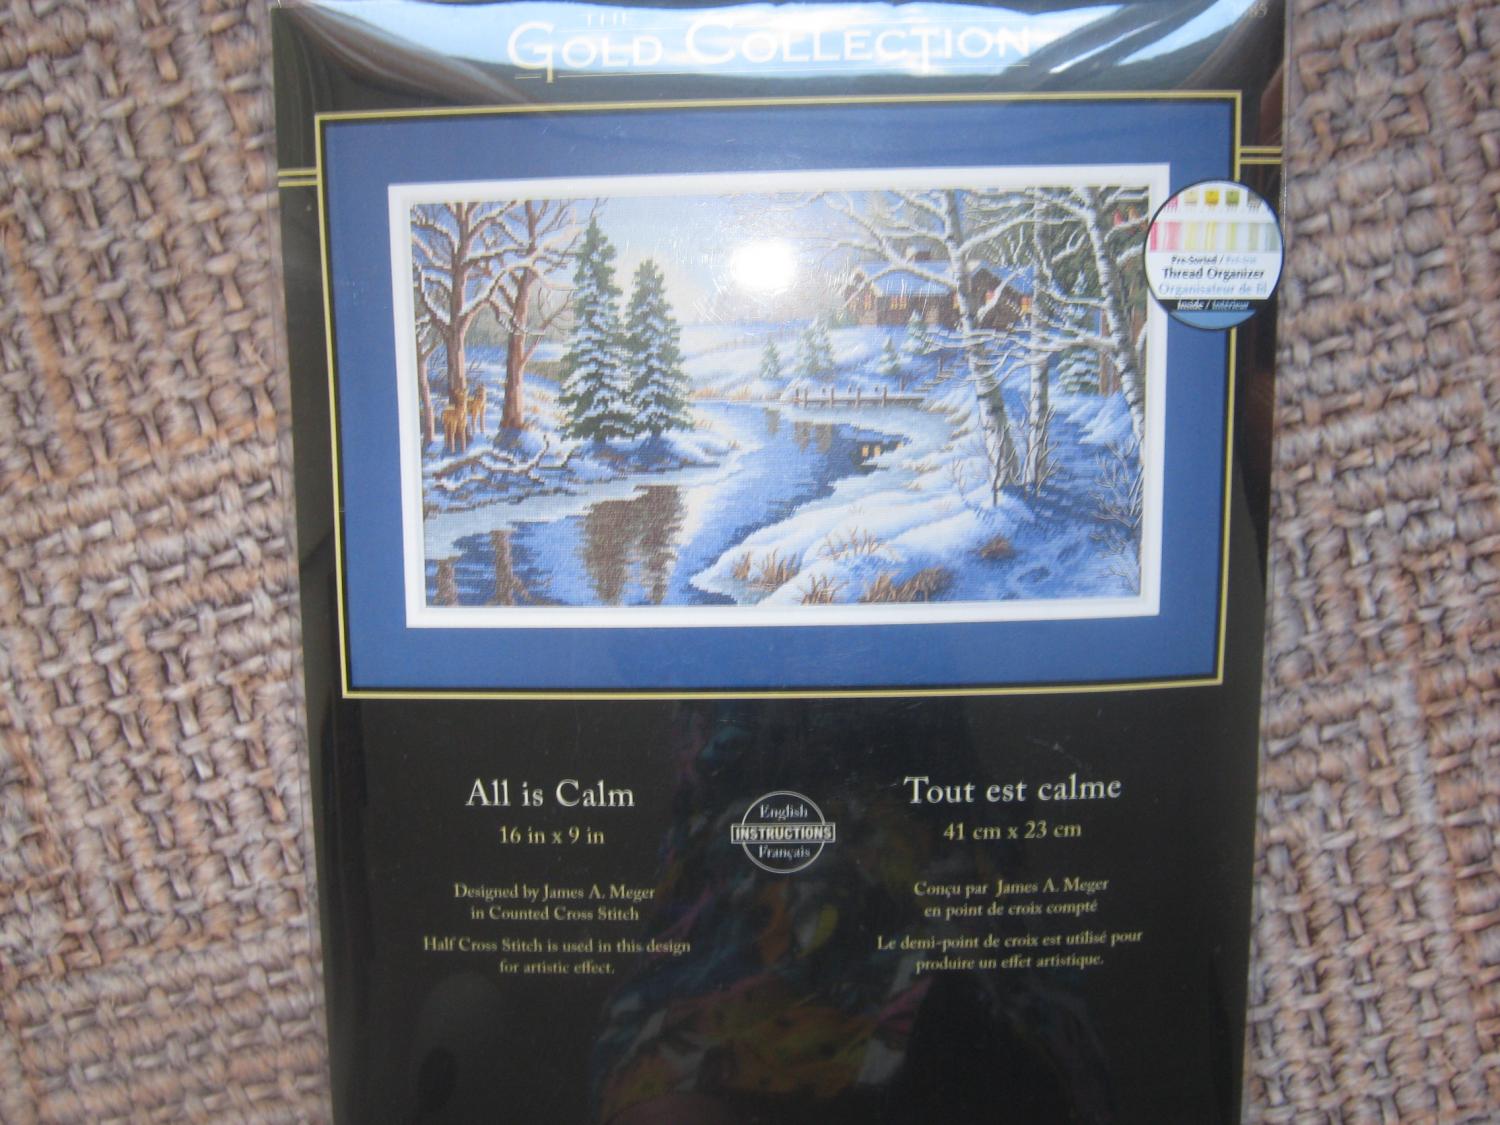 THE
GOLD COLLECTION
Pre-Sorted /
Thread Organizer
Organisateur de fil
Inside / Intérieur
All is Calm
16 in x 9 in
Designed by James A. Meger
in Counted Cross Stitch
Half Cross Stitch is used in this design
for artistic effect.
English
INSTRUCTIONS
Français
Tout est calme
41 cm x 23 cm
Conçu par James A. Meger
en point de croix compté
Le demi-point de croix est utilisé pour
produire un effet artistique.